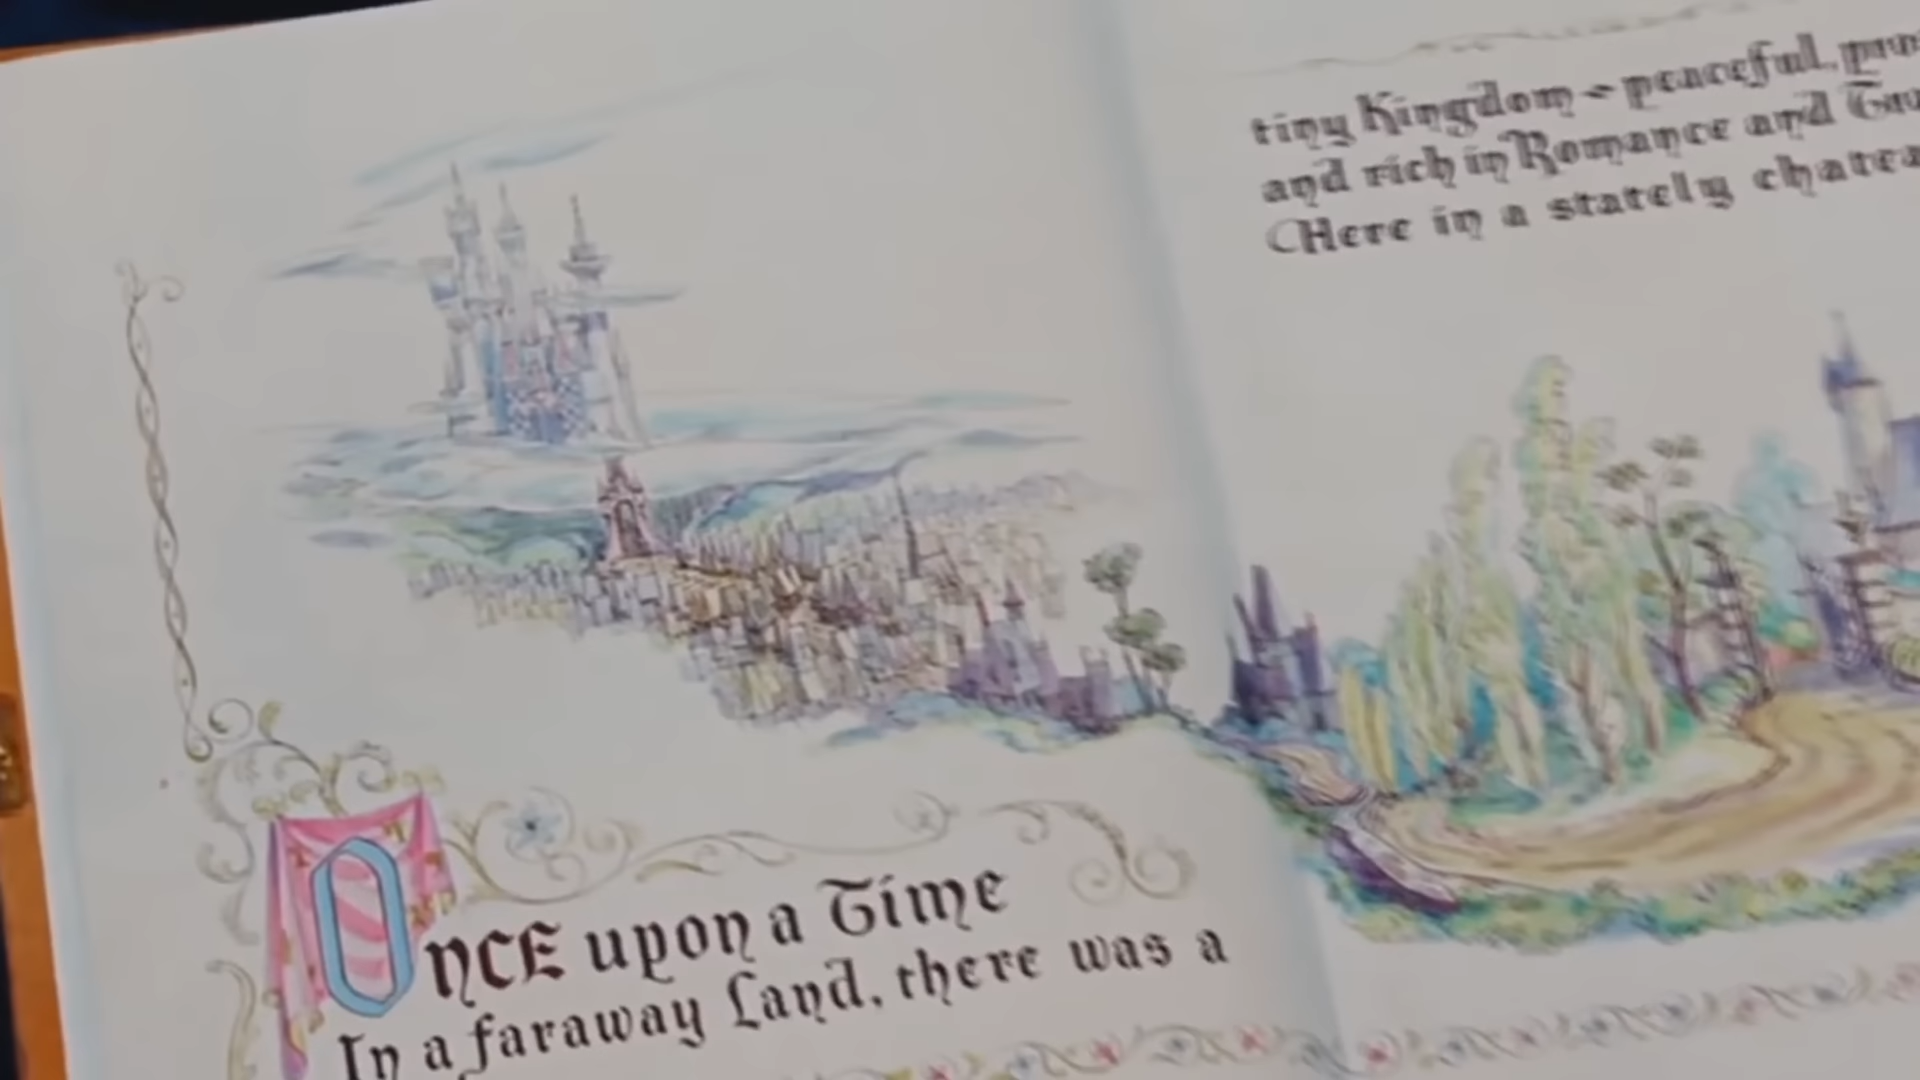 Once upon a Time
In a faraway Land, there was a
tiny Kingdom - peaceful,
and rich in Romance and
Here in a stately